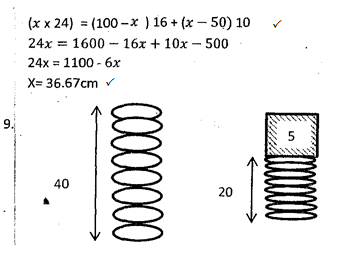 (x x 24) = (100 – x ) 16 + (x − 50) 10 ✓
24x = 1600 − 16x + 10x − 500
24x = 1100 - 6x
X= 36.67cm ✓
9.
40
20
5